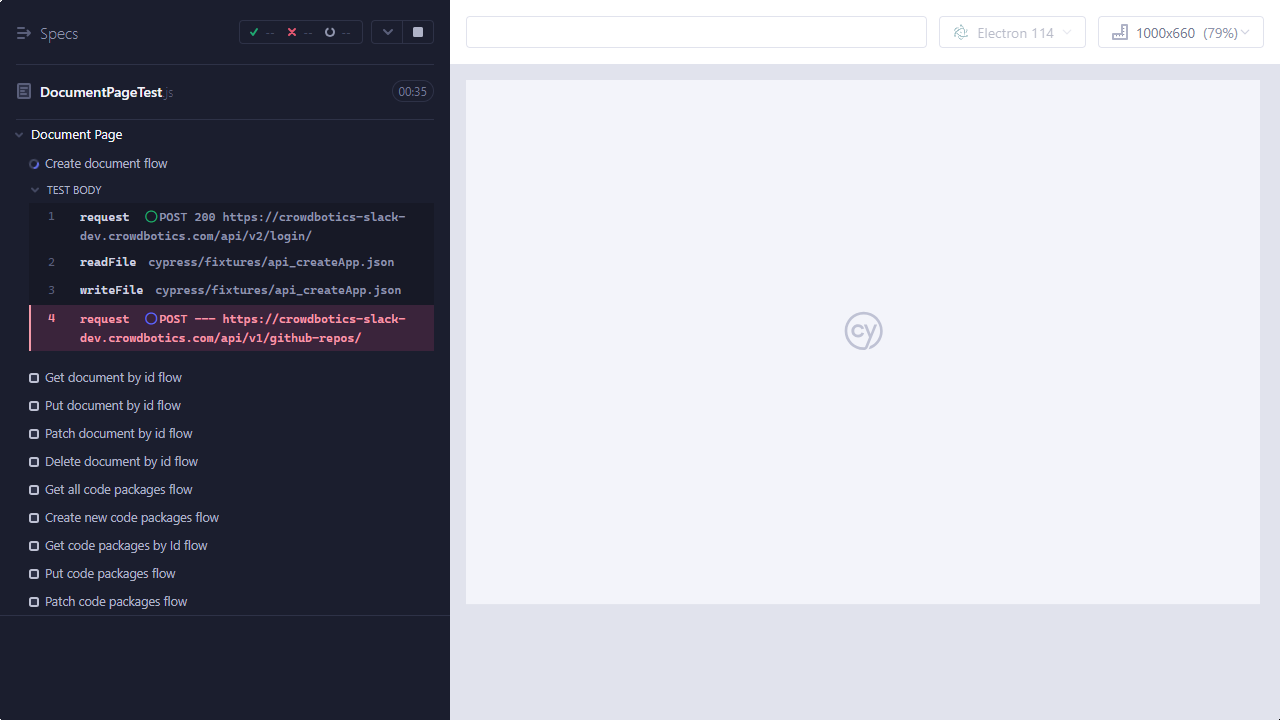 Specs
-- -- --
DocumentPageTest.js
00:35
Document Page
Create document flow
TEST BODY
1 request POST 200 https://crowdbotics-slack-
dev.crowdbotics.com/api/v2/login/
2 readFile cypress/fixtures/api_createApp.json
3 writeFile cypress/fixtures/api_createApp.json
4 request POST --- https://crowdbotics-slack-
dev.crowdbotics.com/api/v1/github-repos/
Get document by id flow
Put document by id flow
Patch document by id flow
Delete document by id flow
Get all code packages flow
Create new code packages flow
Get code packages by Id flow
Put code packages flow
Patch code packages flow
Electron 114
1000x660 (79%)
cy